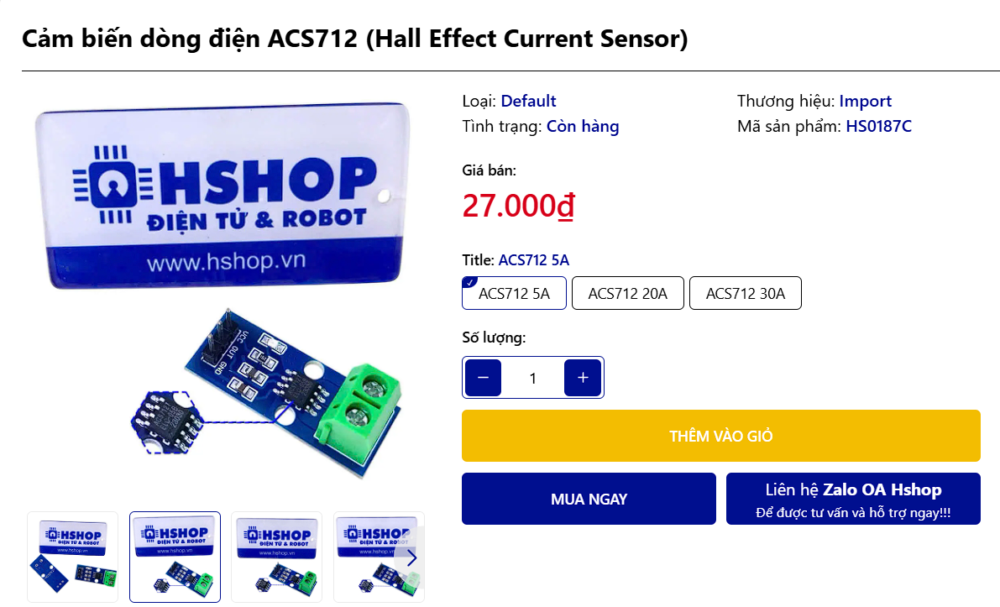 Cảm biến dòng điện ACS712 (Hall Effect Current Sensor)
HSHOP
ĐIỆN TỬ & ROBOT
www.hshop.vn
VCC OUT GND
Loại: Default
Thương hiệu: Import
Tình trạng: Còn hàng
Mã sản phẩm: HS0187C
Giá bán:
27.000₫
Title: ACS712 5A
ACS712 5A
ACS712 20A
ACS712 30A
Số lượng:
1
THÊM VÀO GIỎ
MUA NGAY
Liên hệ Zalo OA Hshop
Để được tư vấn và hỗ trợ ngay!!!
HSHOP
ĐIỆN TỬ & ROBOT
www.hshop.vn
HSHOP
ĐIỆN TỬ & ROBOT
www.hshop.vn
HSHOP
ĐIỆN TỬ & ROBOT
www.hshop.vn
HSHOP
ĐIỆN TỬ & ROBOT
www.hshop.vn